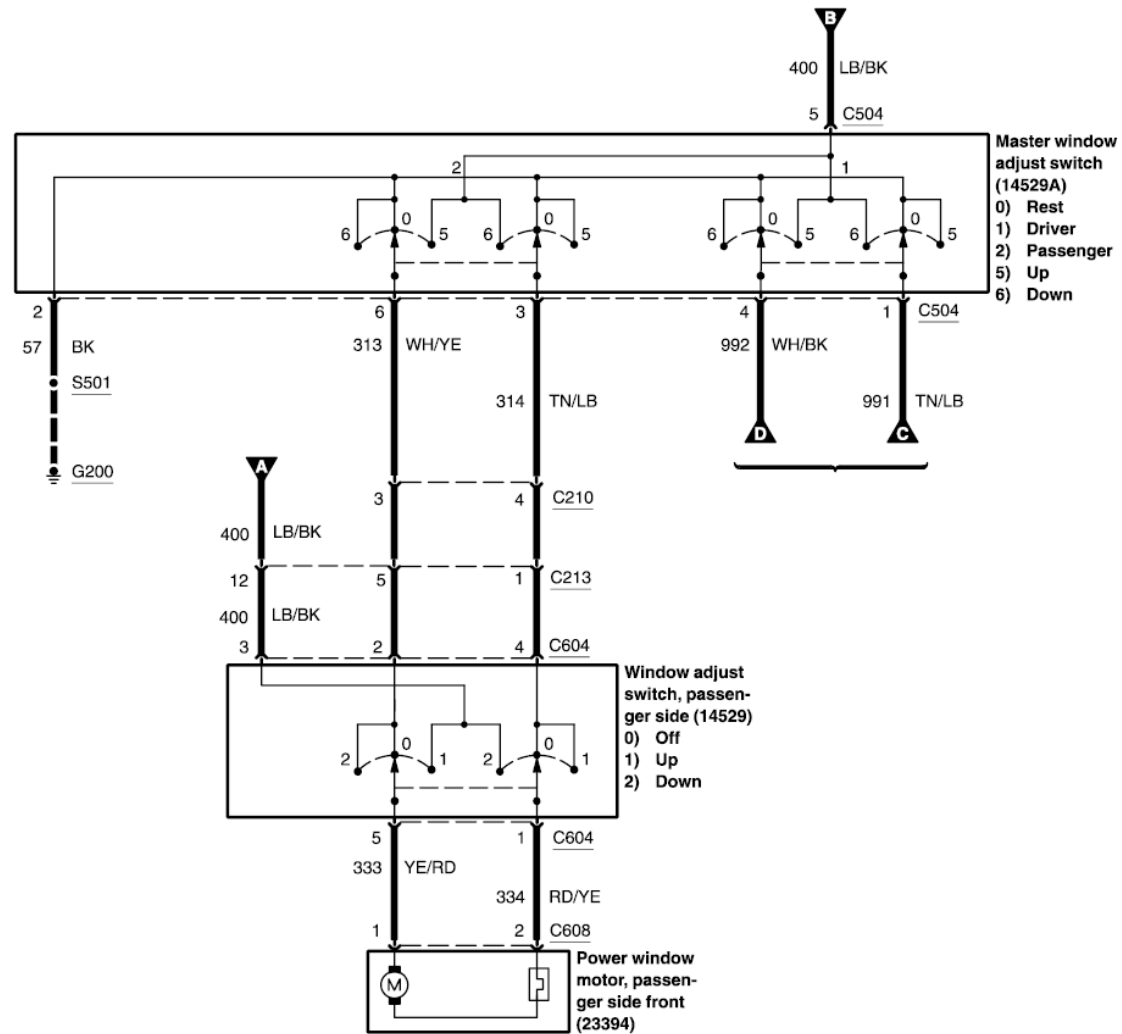 B
400 LB/BK
5 C504
Master window
adjust switch
(14529A)
0) Rest
1) Driver
2) Passenger
5) Up
6) Down
2 1
6 0 5 6 0 5 6 0 5 6 0 5
2 6 3 4 1 C504
57 BK 313 WH/YE 992 WH/BK
S501
314 TN/LB 991 TN/LB
D C
G200
A
3 4 C210
400 LB/BK
12 5 1 C213
400 LB/BK
3 2 4 C604
Window adjust
switch, passen-
ger side (14529)
0) Off
1) Up
2) Down
2 0 1 2 0 1
5 1 C604
333 YE/RD
334 RD/YE
1 2 C608
Power window
motor, passen-
ger side front
(23394)
M